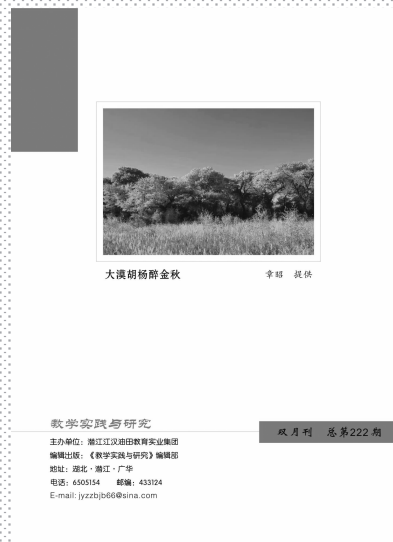 大漠胡杨醉金秋 章昭 提供
教学实践与研究
双月刊 总第222期
主办单位：潜江江汉油田教育实业集团
编辑出版：《教学实践与研究》编辑部
地址：湖北·潜江·广华
电话：6505154 邮编：433124
E-mail: jyzzbjb66@sina.com